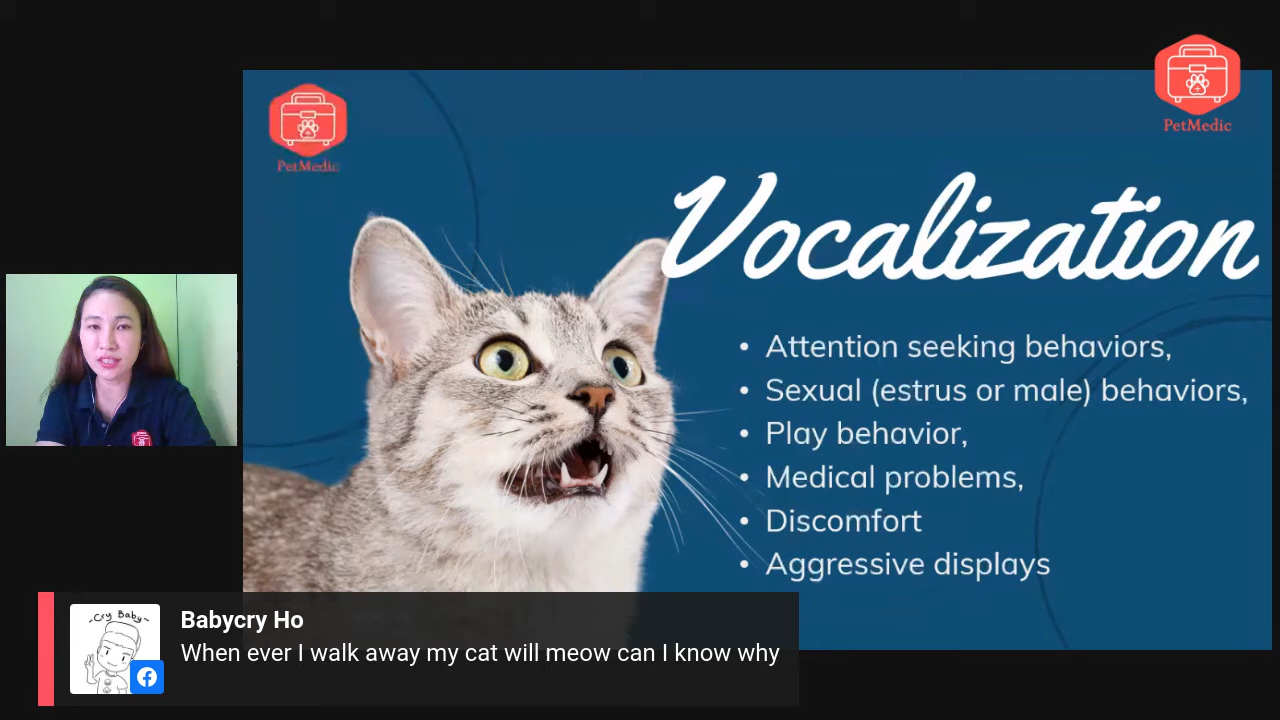 PetMedic
PetMedic
Vocalization
• Attention seeking behaviors,
• Sexual (estrus or male) behaviors,
• Play behavior,
• Medical problems,
• Discomfort
• Aggressive displays
-Cry Baby-
Babycry Ho
When ever I walk away my cat will meow can I know why